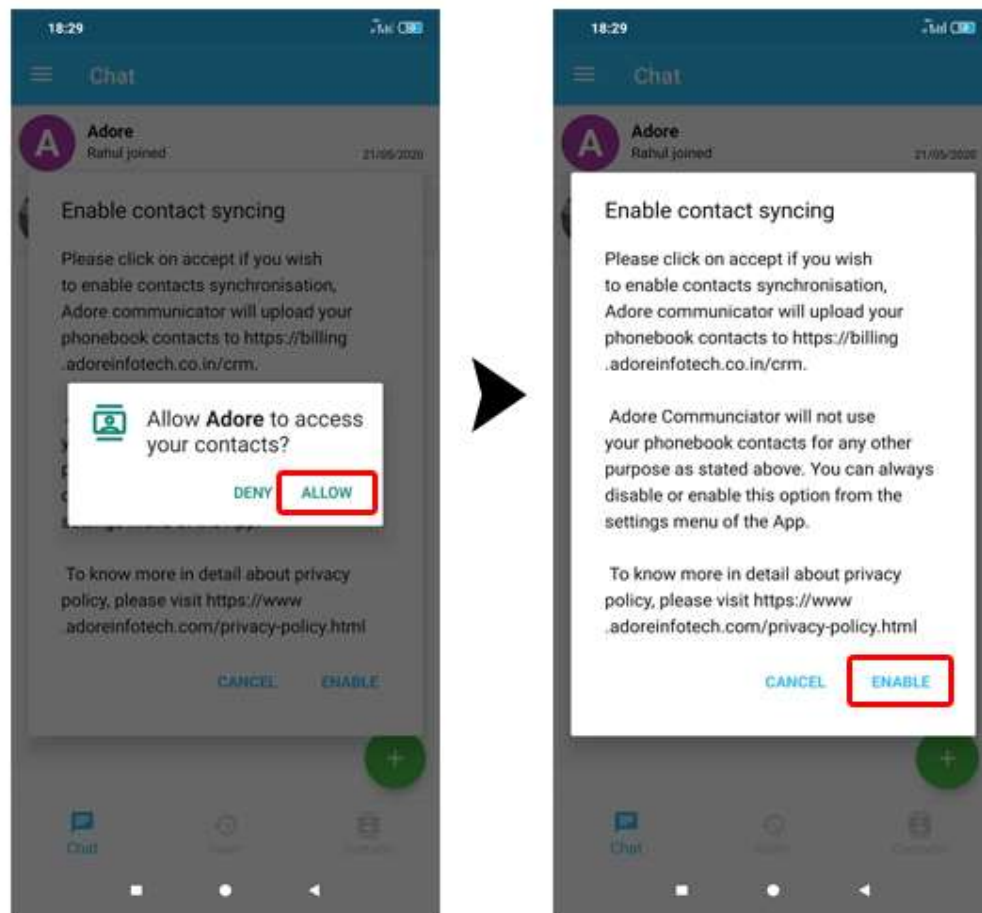 18:29
Chat
A
Adore
Rahul joined
21/05/2020
Enable contact syncing
Please click on accept if you wish
to enable contacts synchronisation,
Adore communicator will upload your
phonebook contacts to https://billing
.adoreinfotech.co.in/crm.
Allow Adore to access
your contacts?
DENY ALLOW
To know more in detail about privacy
policy, please visit https://www
.adoreinfotech.com/privacy-policy.html
CANCEL ENABLE
Chat
18:29
Chat
A
Adore
Rahul joined
21/05/2020
Enable contact syncing
Please click on accept if you wish
to enable contacts synchronisation,
Adore communicator will upload your
phonebook contacts to https://billing
.adoreinfotech.co.in/crm.
Adore Communciator will not use
your phonebook contacts for any other
purpose as stated above. You can always
disable or enable this option from the
settings menu of the App.
To know more in detail about privacy
policy, please visit https://www
.adoreinfotech.com/privacy-policy.html
CANCEL ENABLE
Chat